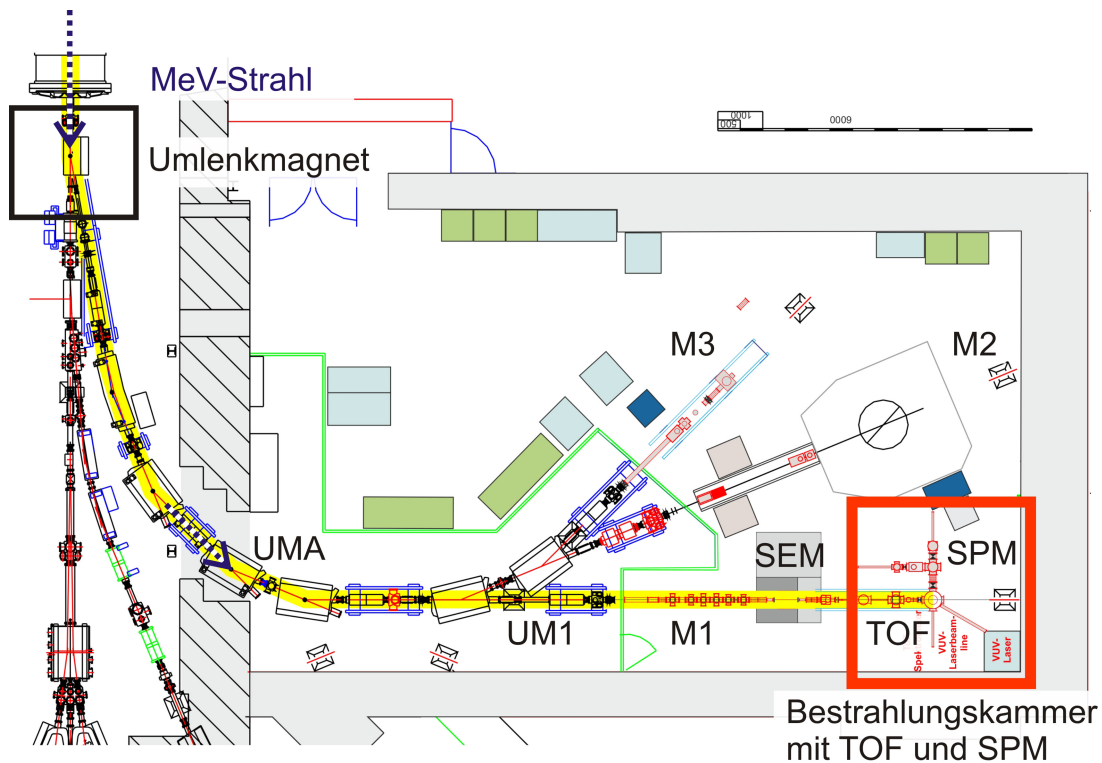 MeV-Strahl
Umlenkmagnet
1000
500
6000
M3
M2
UMA
SEM
SPM
UM1
M1
TOF
VUV-
Laserbeam-
line
VUV-
Laser
Bestrahlungskammer
mit TOF und SPM